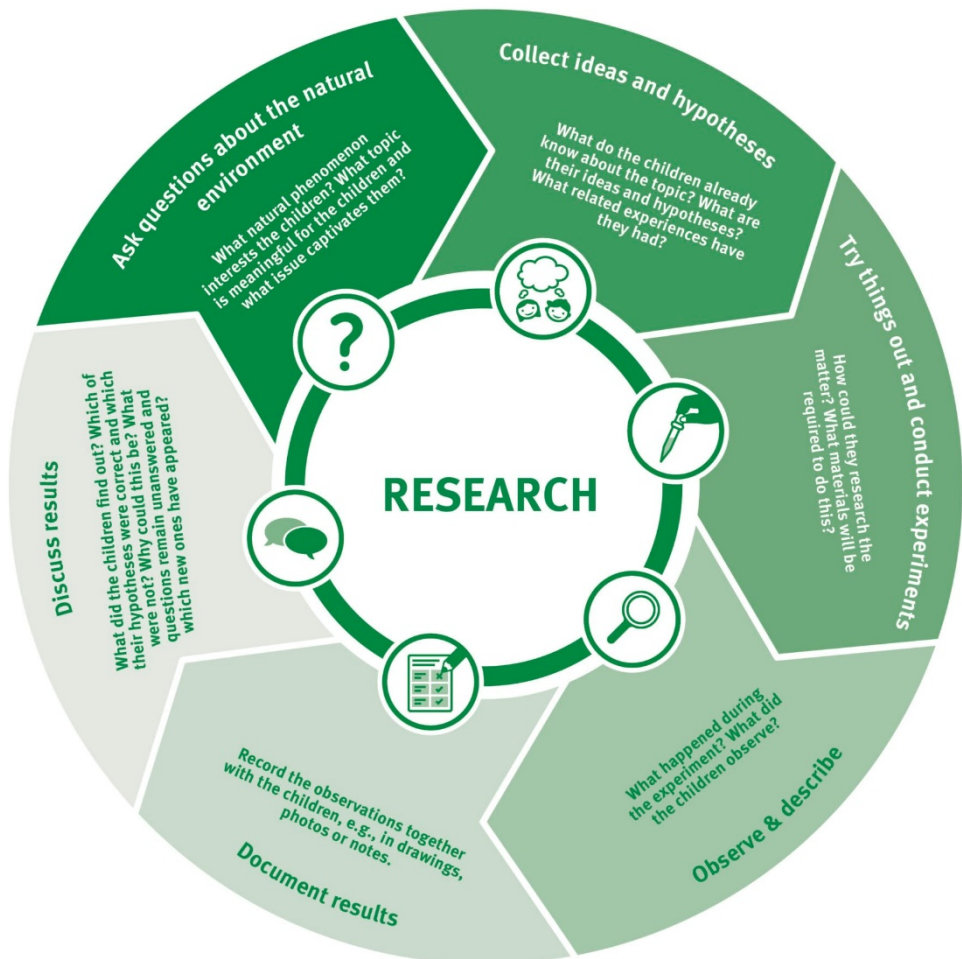 Ask questions about the natural
environment
What natural phenomenon
interests the children? What topic
is meaningful for the children and
what issue captivates them?
Collect ideas and hypotheses
What do the children already
know about the topic? What are
their ideas and hypotheses?
What related experiences have
they had?
Try things out and conduct experiments
How could they research the
matter? What materials will be
required to do this?
Observe & describe
What happened during
the experiment? What did
the children observe?
Document results
Record the observations together
with the children, e.g., in drawings,
photos or notes.
Discuss results
What did the children find out? Which of
their hypotheses were correct and which
were not? Why could this be? What
questions remain unanswered and
which new ones have appeared?
?
RESEARCH